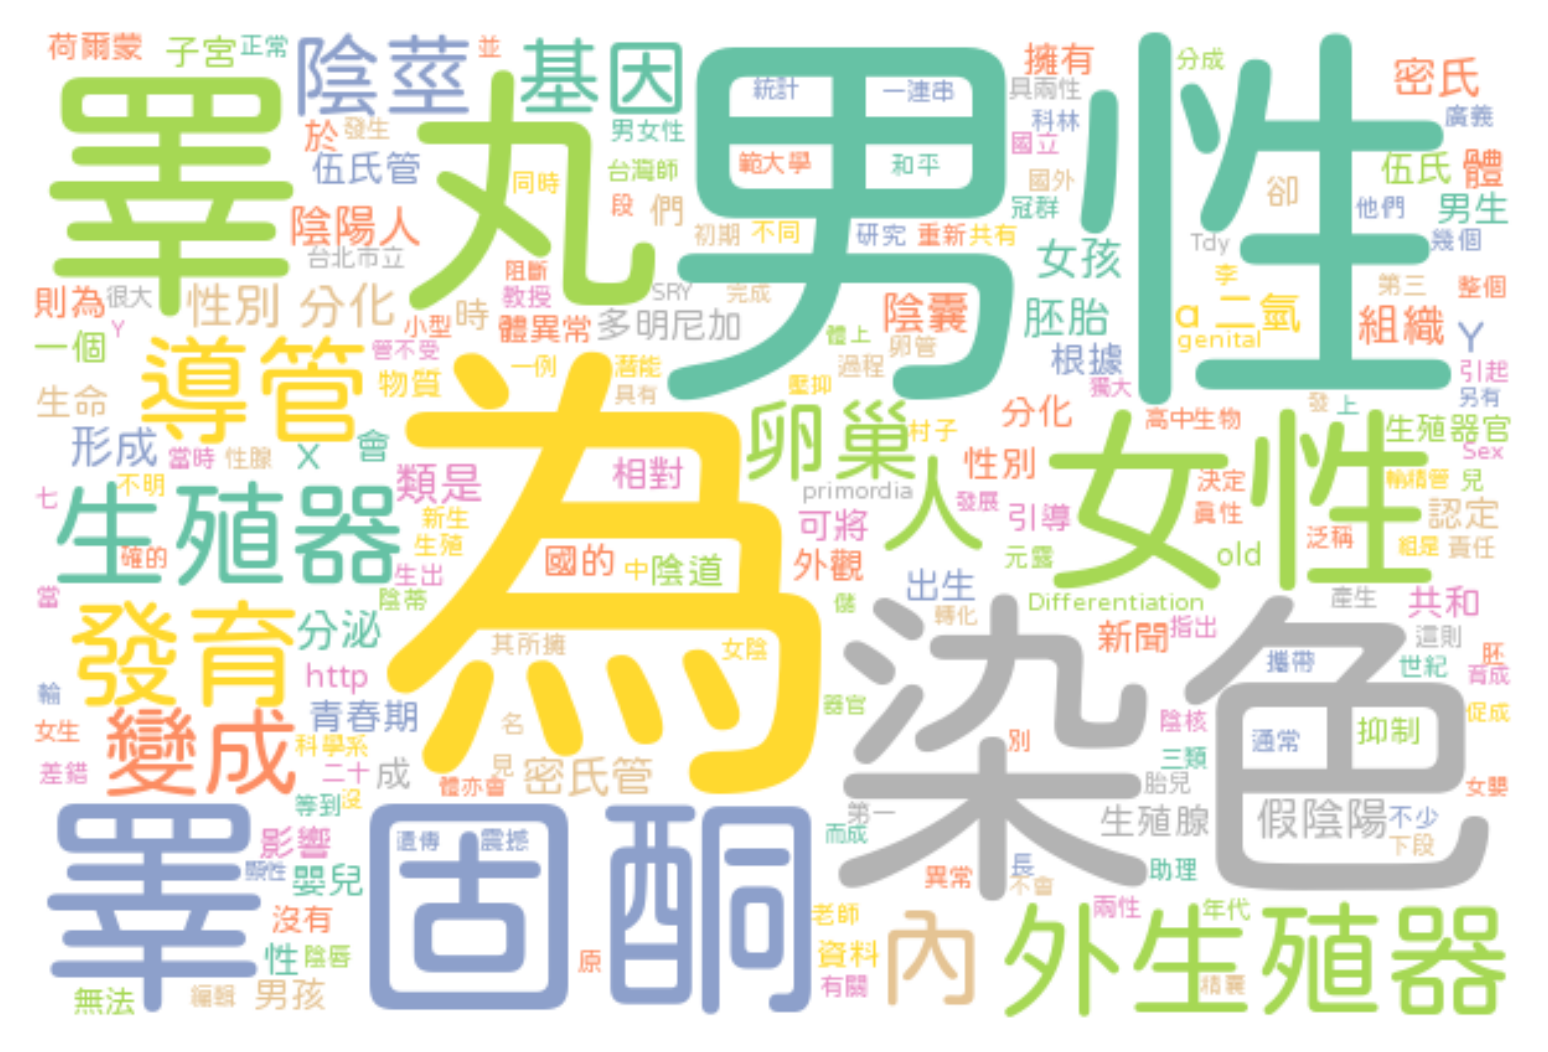 荷爾蒙
子宮
正常
陰莖
並
基因
男性
睪丸
擁有
分成
密氏
具兩性
統計
一連串
科林
廣義
於
發生
男女性
國立
伍氏管
台灣師
範大學
和平
伍氏
體
同時
國外
卻
段
們
冠群
他們
男生
陰陽人
初期
不同
研究
重新
共有
Tdy
幾個
台北市立
女孩
阻斷
李
第三
整個
則為
很大
性別
分化
時
教授
SRY
完成
陰囊
胚胎
α
二氫
組織
Y
小型
體異常
多明尼加
體上
genital
一個
Y
導管
管不受
卵管
根據
引起
物質
一例
潛能
過程
獨大
另有
生命
具有
壓抑
分化
發
上
高中生物
生殖器官
形成
當時
性腺
X
會
為
卵巢
村子
女性
Sex
類是
相對
人
性別
決定
輸精管
兒
七
不明
primordia
發展
生殖器
新生
可將
引導
真性
認定
確的
生殖
國的
中
陰道
外觀
元露
old
泛稱
粗是
責任
生出
出生
當
陰蒂
儲
Differentiation
產生
共和
發育
分泌
其所擁
女陰
轉化
新聞
指出
這則
http
染色
攜帶
世紀
胚
育成
輸
青春期
名
器官
陰核
促成
女生
變成
科學系
別
通常
抑制
差錯
二十
成
見
密氏管
三類
體亦會
胎兒
女嬰
等到
沒
睪固酮
第一
而成
生殖腺
假陰陽
不少
下段
影響
遺傳
震撼
顯性
嬰兒
異常
長
不會
助理
沒有
老師
內
兩性
年代
外生殖器
性
陰唇
原
資料
無法
編輯
男孩
有關
精囊